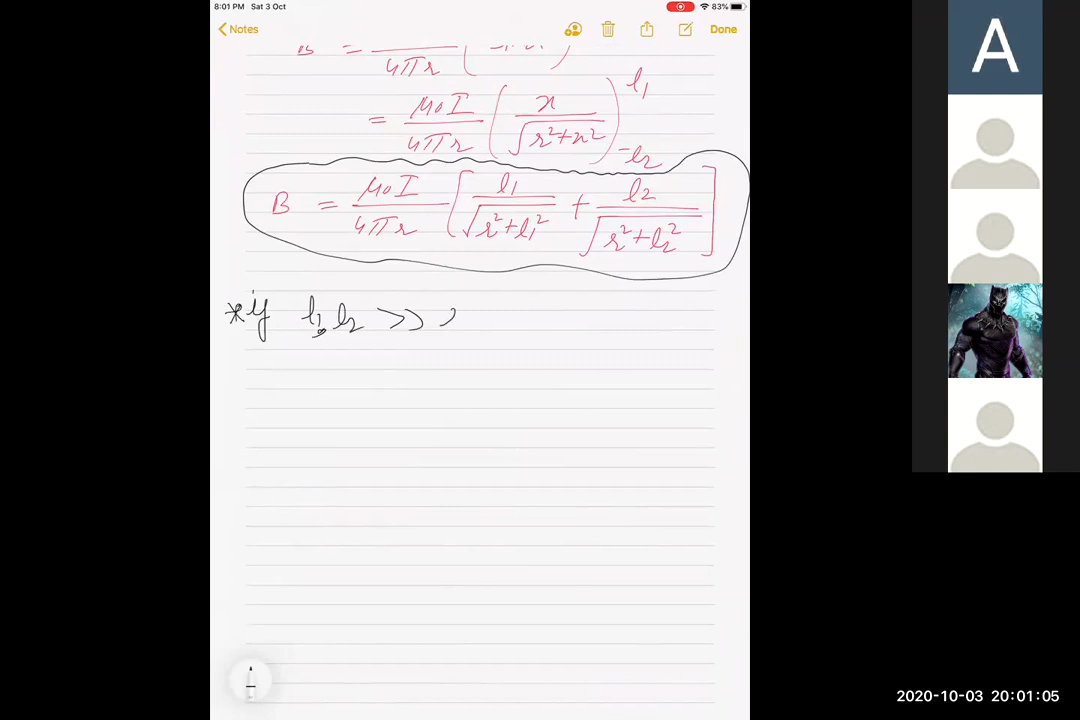 8:01 PM Sat 3 Oct 83%
Notes Done
A
B = / 4πr (
= μ₀I / 4πr ( x / √(r²+x²) ) l₁ -l₂
B = μ₀I / 4πr [ l₁ / √(r²+l₁²) + l₂ / √(r²+l₂²) ]
*if l₁, l₂ >>
2020-10-03 20:01:05